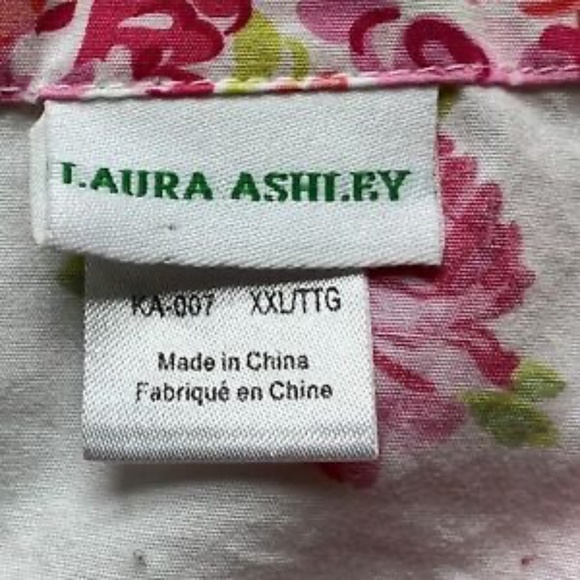 LAURA ASHLEY
KA-007 XXL/TTG
Made in China
Fabriqué en Chine